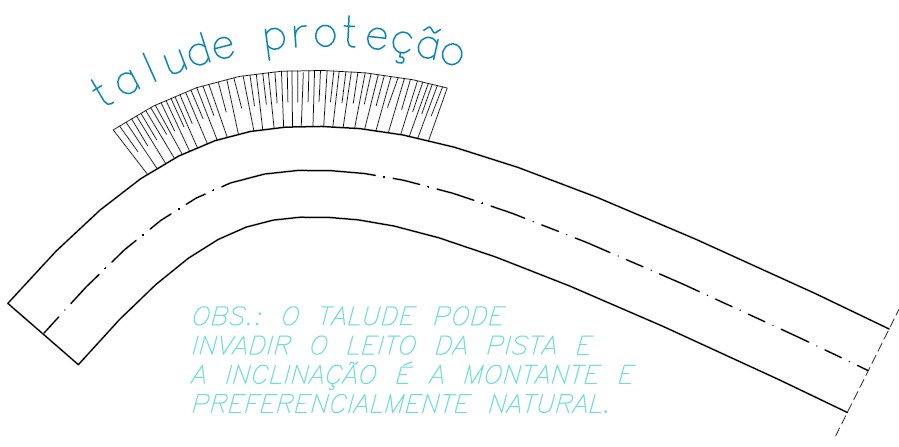 talude proteção
OBS.: O TALUDE PODE
INVADIR O LEITO DA PISTA E
A INCLINAÇÃO É A MONTANTE E
PREFERENCIALMENTE NATURAL.